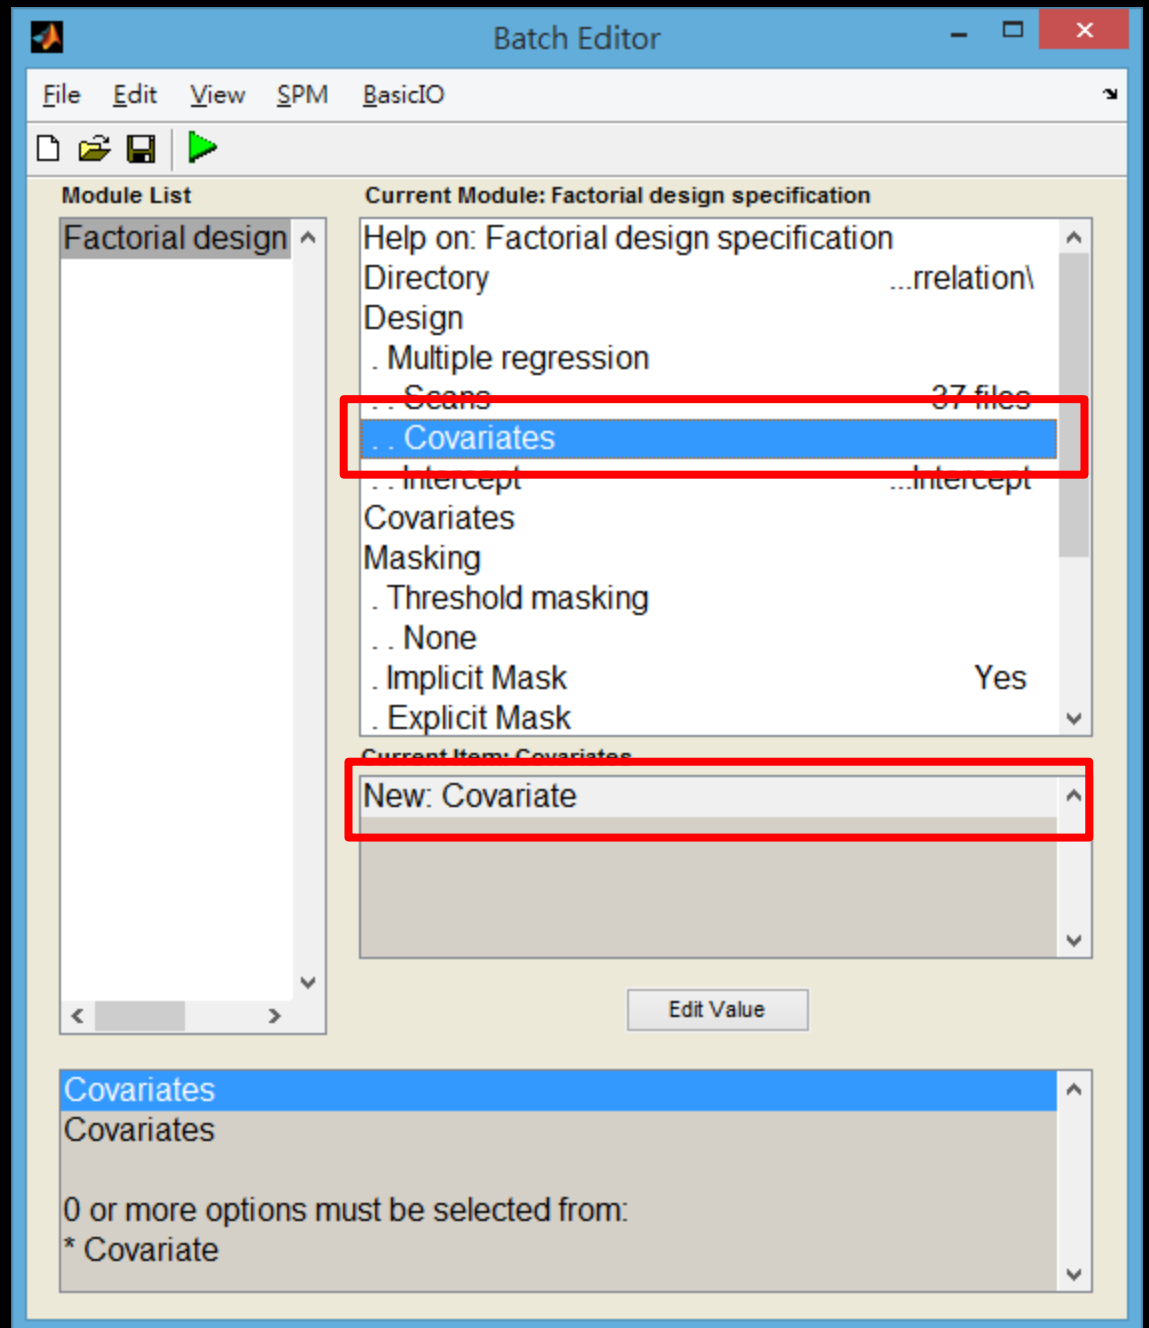 Batch Editor
File Edit View SPM BasicIO
Module List
Factorial design
Current Module: Factorial design specification
Help on: Factorial design specification
Directory ...rrelation\
Design
. Multiple regression
. . Scans 37 files
. . Covariates
. . Intercept ...Intercept
Covariates
Masking
. Threshold masking
. . None
. Implicit Mask Yes
. Explicit Mask
Current Item: Covariates
New: Covariate
Edit Value
Covariates
Covariates
0 or more options must be selected from:
* Covariate